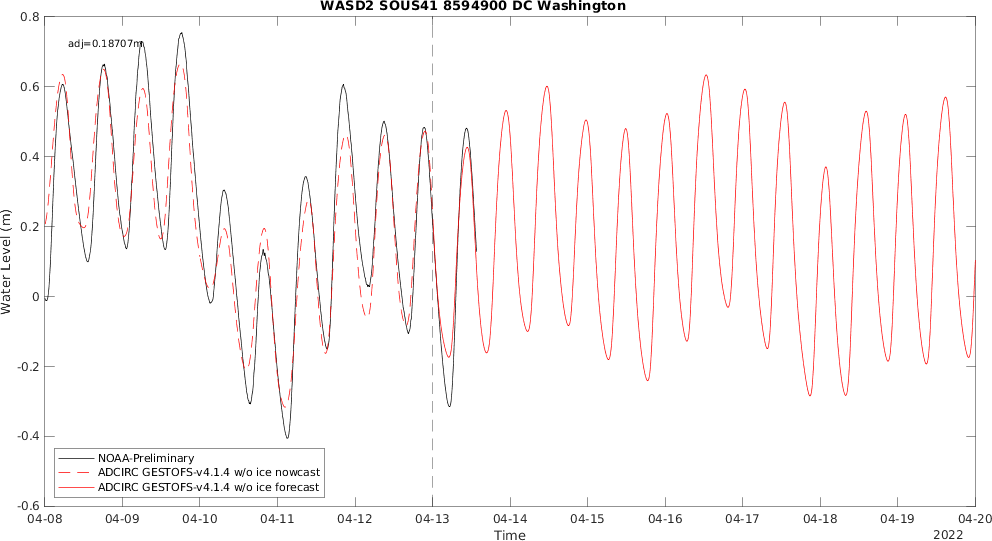 WASD2 SOUS41 8594900 DC Washington
adj=0.18707m
Water Level (m)
0.8
0.6
0.4
0.2
0
-0.2
-0.4
-0.6
NOAA-Preliminary
ADCIRC GESTOFS-v4.1.4 w/o ice nowcast
ADCIRC GESTOFS-v4.1.4 w/o ice forecast
04-08 04-09 04-10 04-11 04-12 04-13 04-14 04-15 04-16 04-17 04-18 04-19 04-20
Time
2022